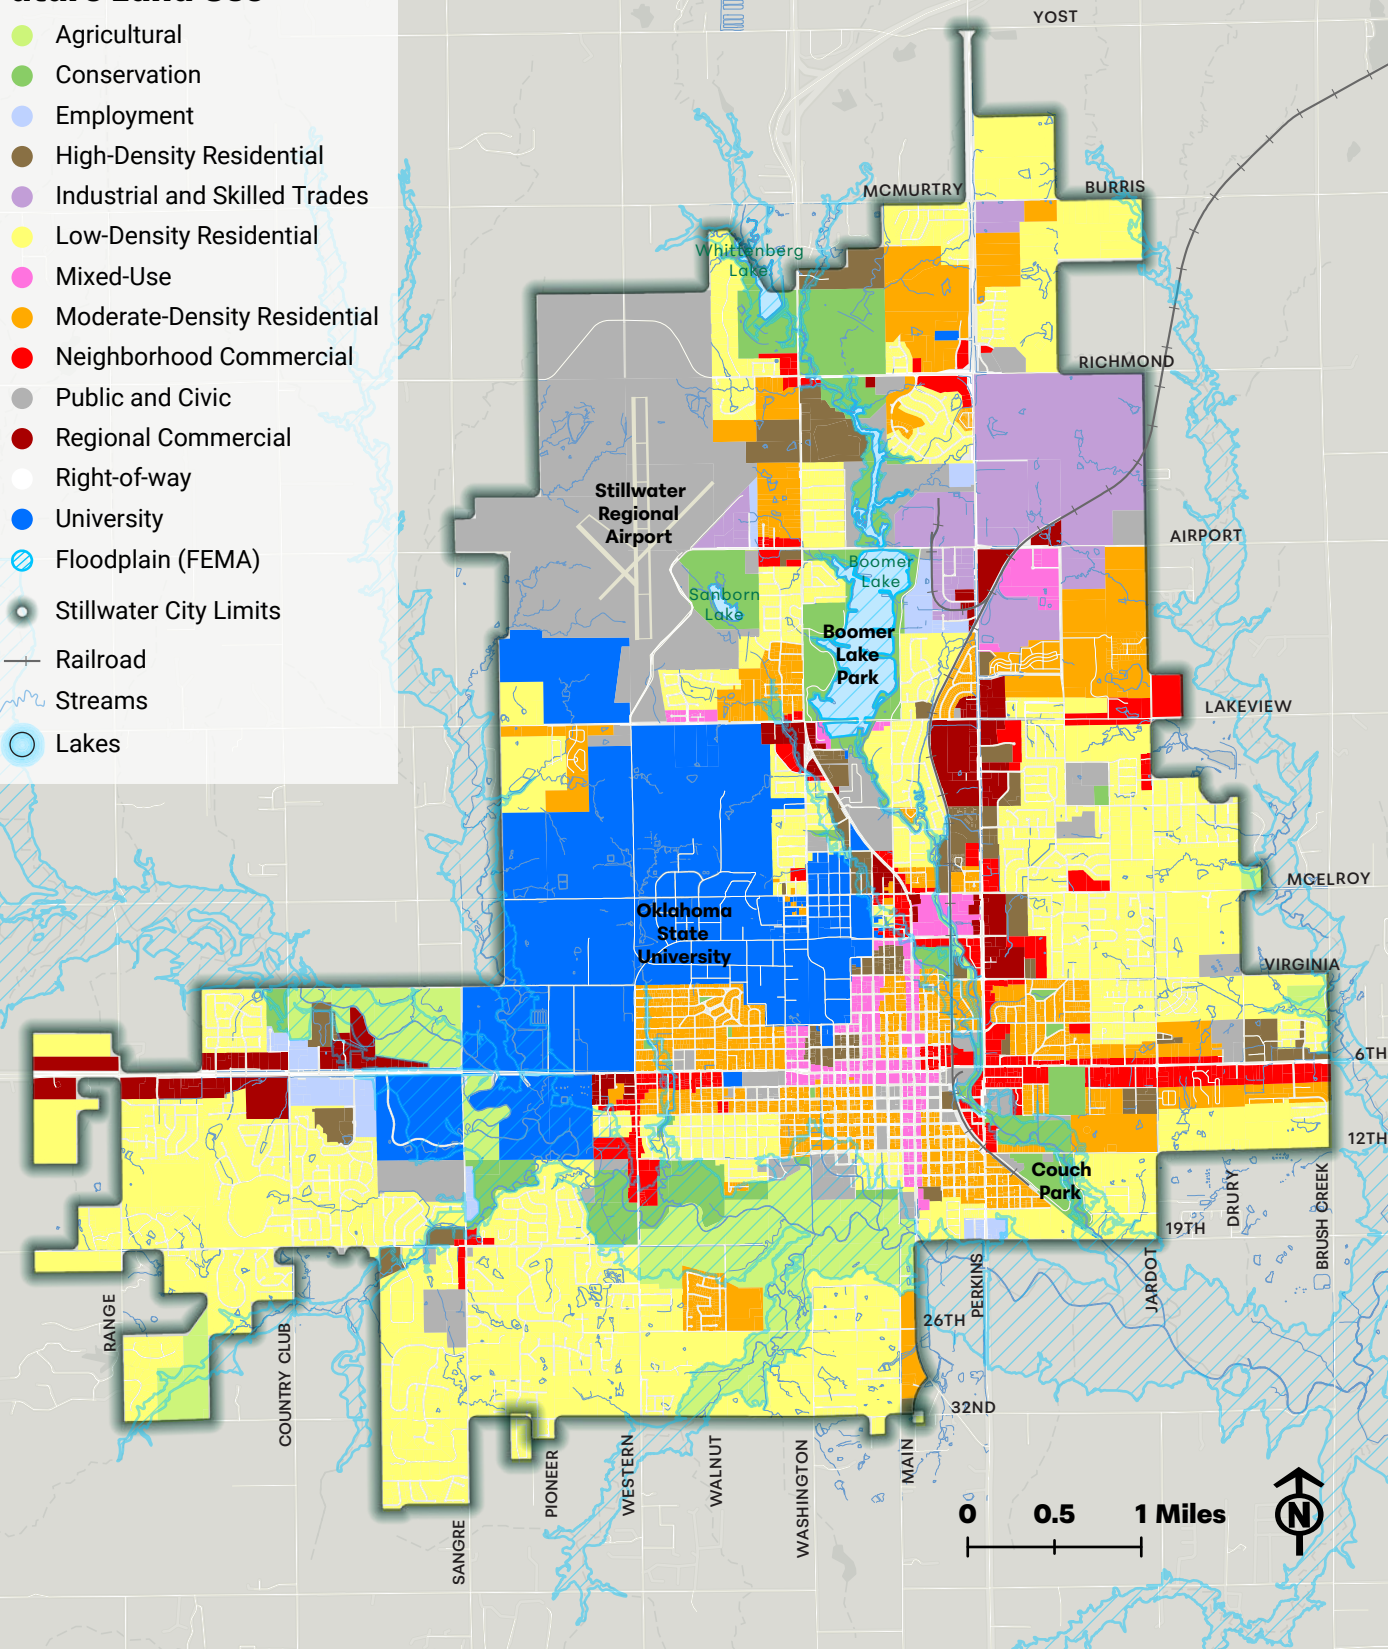 Agricultural
Conservation
Employment
High-Density Residential
Industrial and Skilled Trades
Low-Density Residential
Mixed-Use
Moderate-Density Residential
Neighborhood Commercial
Public and Civic
Regional Commercial
Right-of-way
University
Floodplain (FEMA)
Stillwater City Limits
Railroad
Streams
Lakes
YOST
MCMURTRY
BURRIS
Whittenberg
Lake
RICHMOND
Stillwater
Regional
Airport
AIRPORT
Boomer
Lake
Sanborn
Lake
Boomer
Lake
Park
LAKEVIEW
MCELROY
Oklahoma
State
University
VIRGINIA
6TH
12TH
Couch
Park
DRURY
BRUSH CREEK
19TH
JARDOT
PERKINS
26TH
RANGE
COUNTRY CLUB
32ND
SANGRE
PIONEER
WESTERN
WALNUT
WASHINGTON
MAIN
0 0.5 1 Miles
N